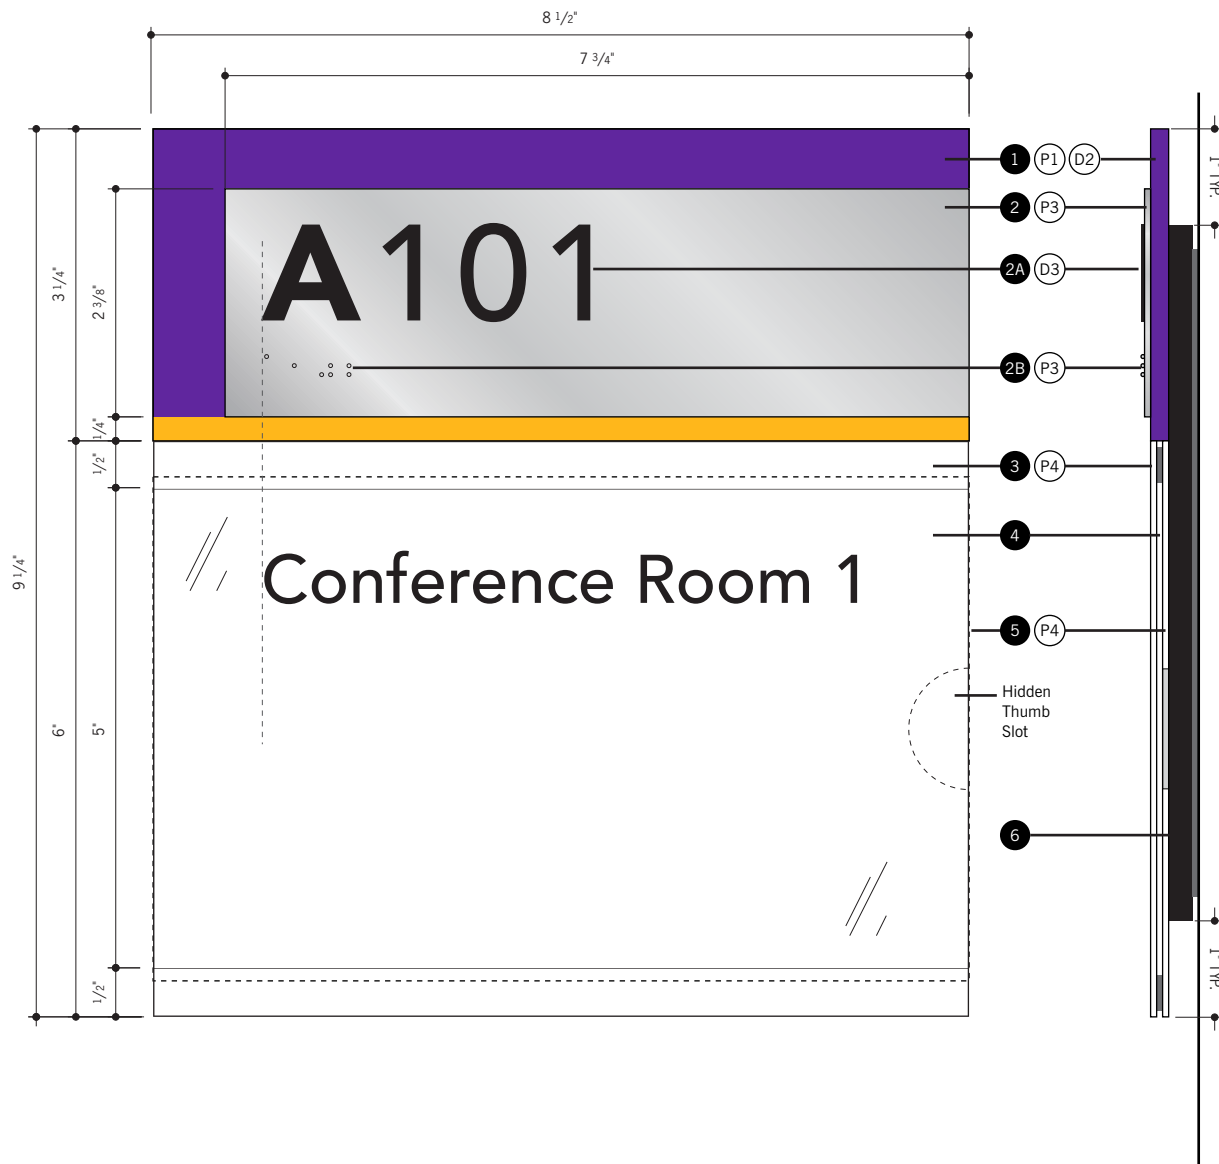 8 1/2"
7 3/4"
1 P1 D2
1" TYP.
2 P3
A101
2A D3
3 1/4"
2 3/8"
2B P3
1/4"
1/2"
3 P4
4
Conference Room 1
9 1/4"
5 P4
Hidden
Thumb
Slot
6"
5"
6
1" TYP.
1/2"